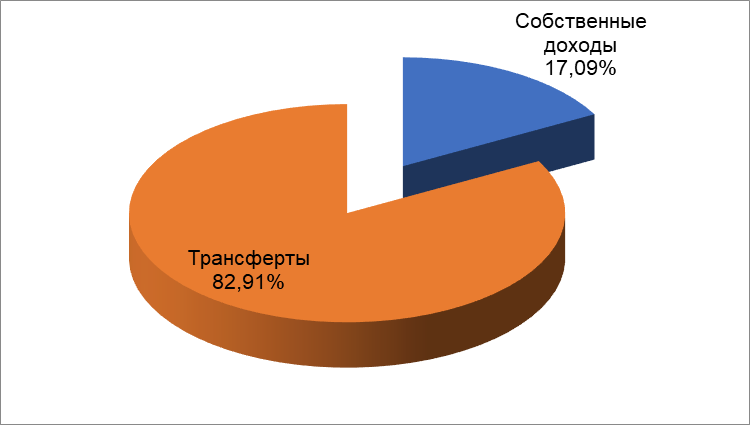 Собственные
доходы
17,09%
Трансферты
82,91%